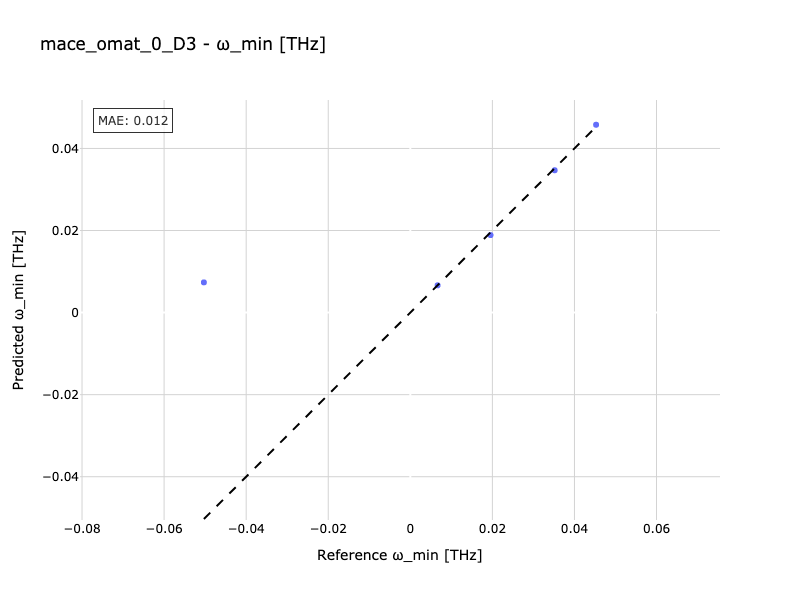 mace_omat_0_D3 - ω_min [THz]
MAE: 0.012
0.04
0.02
0
−0.02
−0.04
Predicted ω_min [THz]
−0.08 −0.06 −0.04 −0.02 0 0.02 0.04 0.06
Reference ω_min [THz]